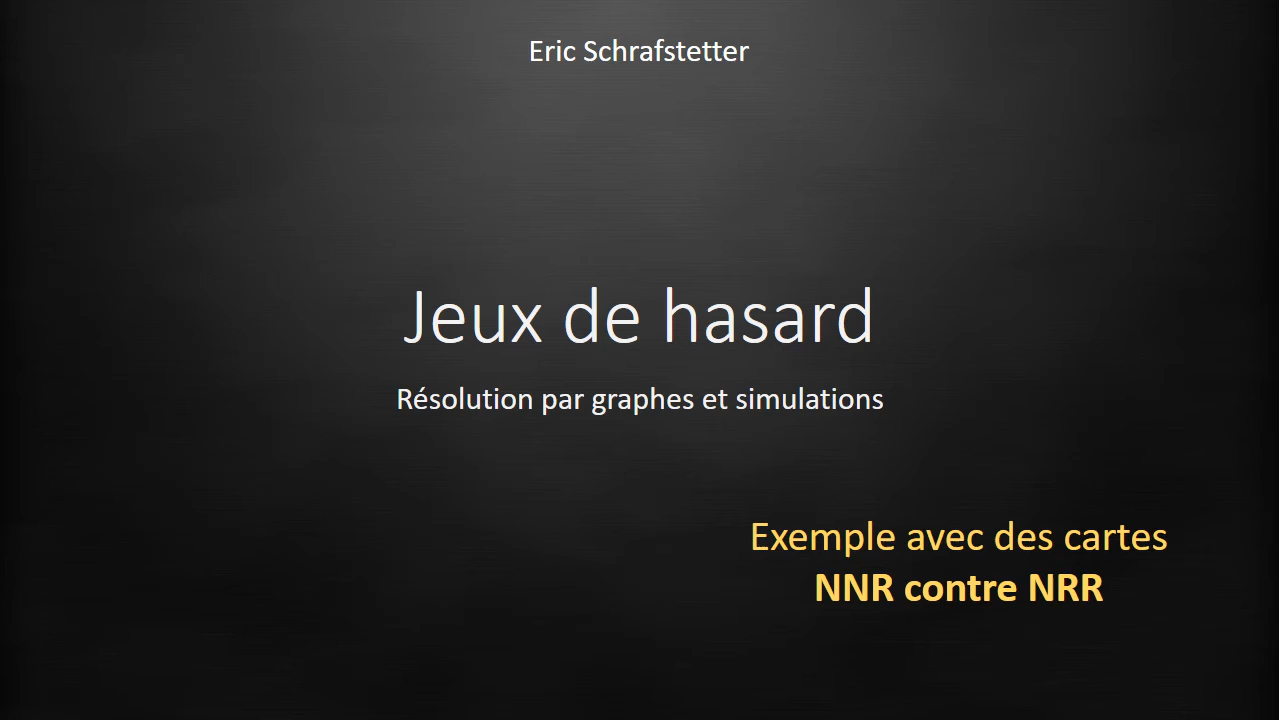 Eric Schrafstetter
Jeux de hasard
Résolution par graphes et simulations
Exemple avec des cartes
NNR contre NRR